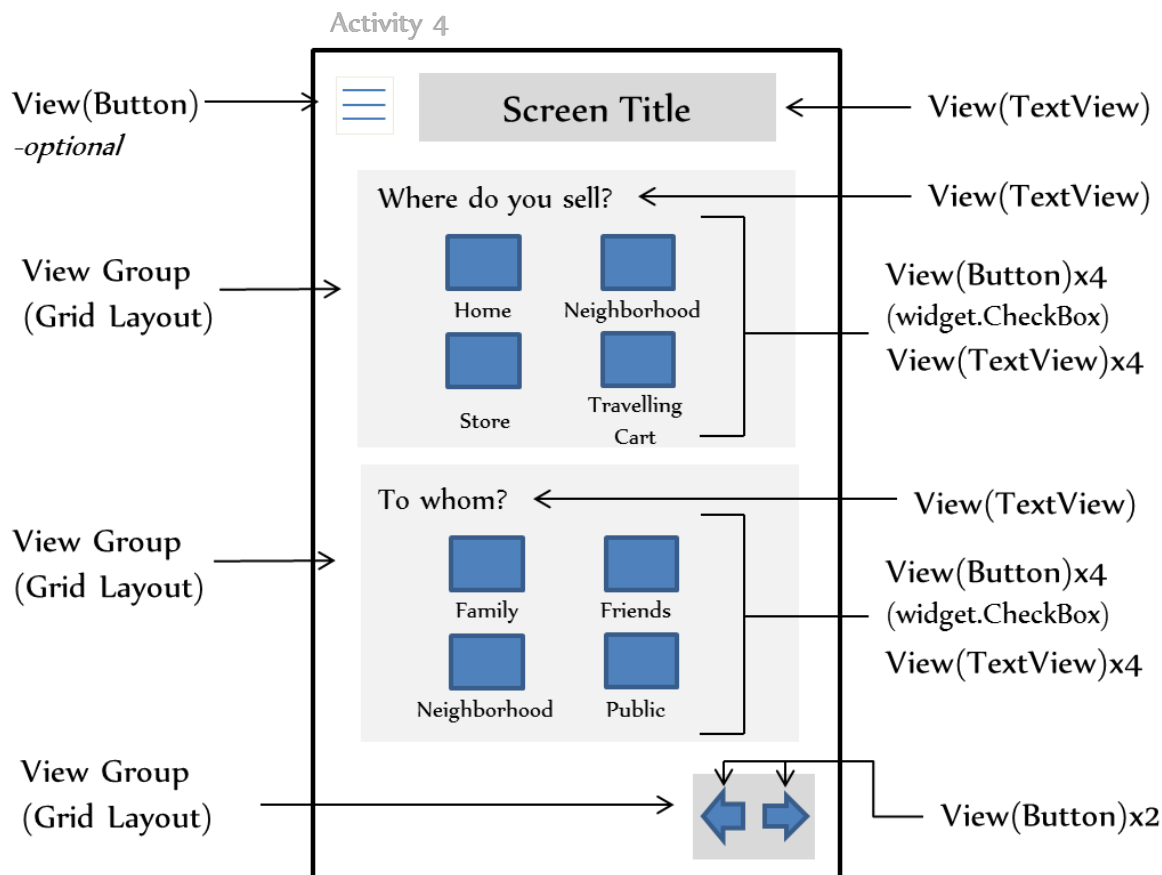 Activity 4
View(Button)
-optional
Screen Title
View(TextView)
Where do you sell?
View(TextView)
View Group
(Grid Layout)
Home
Neighborhood
Store
Travelling
Cart
View(Button)x4
(widget.CheckBox)
View(TextView)x4
To whom?
View(TextView)
View Group
(Grid Layout)
Family
Friends
Neighborhood
Public
View(Button)x4
(widget.CheckBox)
View(TextView)x4
View Group
(Grid Layout)
View(Button)x2